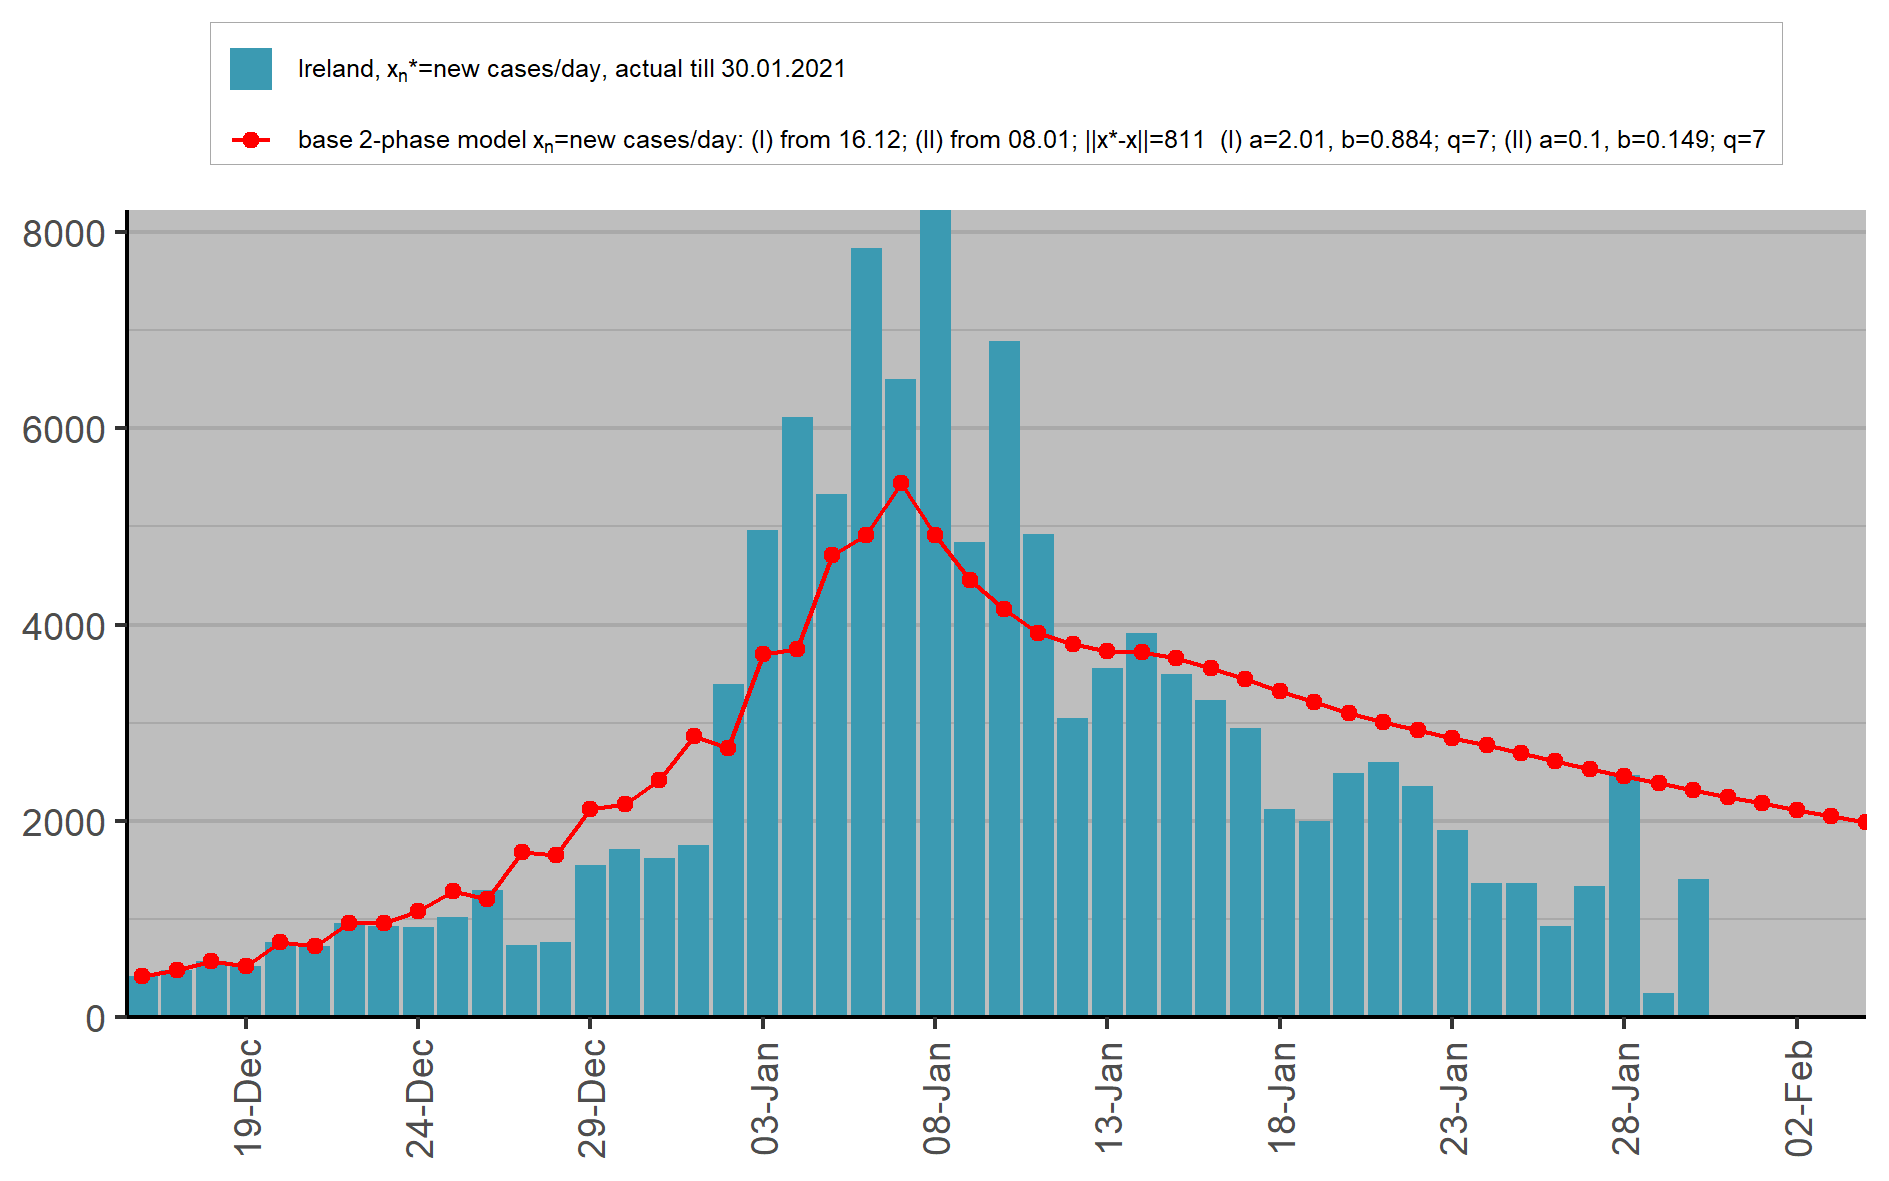 Ireland, xn*=new cases/day, actual till 30.01.2021
base 2-phase model xn=new cases/day: (I) from 16.12; (II) from 08.01; ||x*-x||=811  (I) a=2.01, b=0.884; q=7; (II) a=0.1, b=0.149; q=7
8000
6000
4000
2000
0
19-Dec
24-Dec
29-Dec
03-Jan
08-Jan
13-Jan
18-Jan
23-Jan
28-Jan
02-Feb